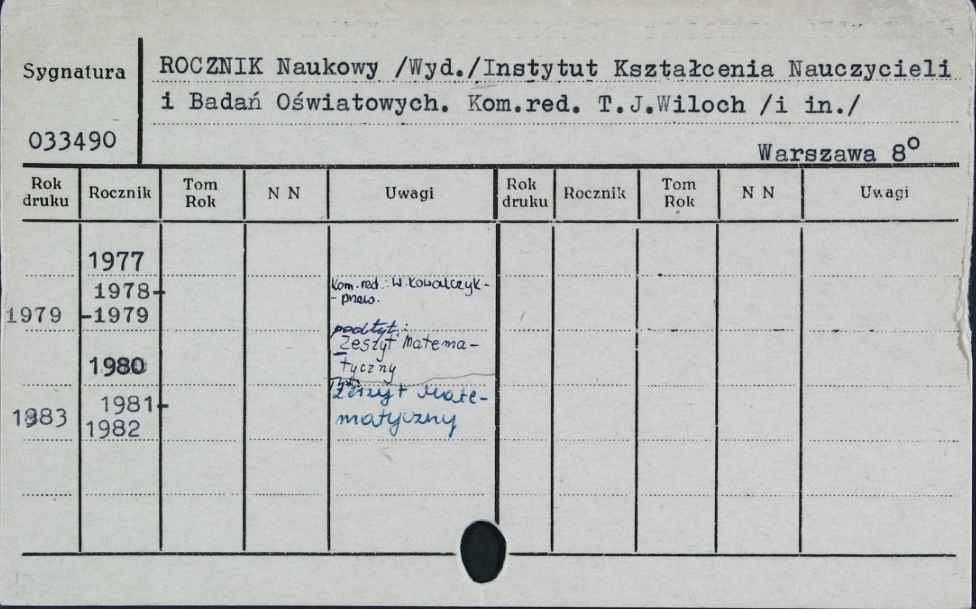 Sygnatura
033490
ROCZNIK Naukowy /Wyd./Instytut Kształcenia Nauczycieli
i Badań Oświatowych. Kom.red. T.J.Wiloch /i in./
Warszawa 8°
Rok druku Rocznik Tom Rok N N Uwagi Rok druku Rocznik Tom Rok N N Uwagi
1977
1978- Kom.red.: W. Kowalczyk-
1979 -1979
podtyt.:
Zeszyt Matema-
1980 tyczny
1981- Zeszyt Mate-
1983 1982 matyczny